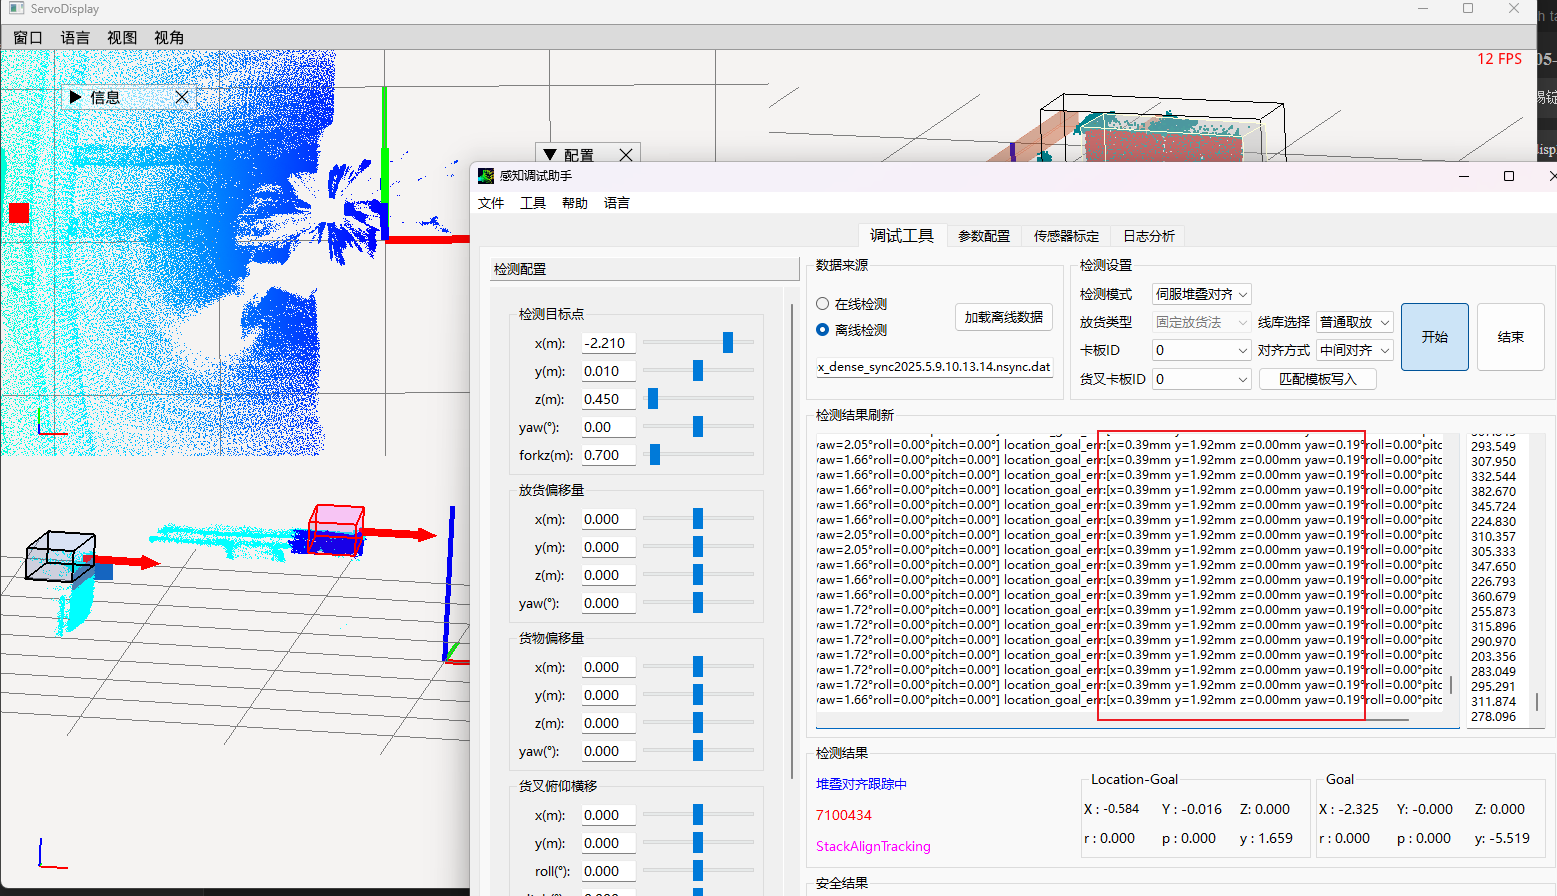 ServoDisplay
窗口 语言 视图 视角
12 FPS
▶ 信息
▼ 配置
感知调试助手
文件 工具 帮助 语言
调试工具 参数配置 传感器标定 日志分析
检测配置
检测目标点
x(m): -2.210
y(m): 0.010
z(m): 0.450
yaw(°): 0.00
forkz(m): 0.700
放货偏移量
x(m): 0.000
y(m): 0.000
z(m): 0.000
yaw(°): 0.000
货物偏移量
x(m): 0.000
y(m): 0.000
z(m): 0.000
yaw(°): 0.000
货叉俯仰横移
x(m): 0.000
y(m): 0.000
roll(°): 0.000
数据来源
在线检测
离线检测
加载离线数据
x_dense_sync2025.5.9.10.13.14.nsync.dat
检测设置
检测模式 伺服堆叠对齐
放货类型 固定放货法 线库选择 普通取放
卡板ID 0 对齐方式 中间对齐
货叉卡板ID 0 匹配模板写入
开始 结束
检测结果刷新
yaw=2.05°roll=0.00°pitch=0.00°] location_goal_err:[x=0.39mm y=1.92mm z=0.00mm yaw=0.19°roll=0.00°pitc
yaw=1.66°roll=0.00°pitch=0.00°] location_goal_err:[x=0.39mm y=1.92mm z=0.00mm yaw=0.19°roll=0.00°pitc
yaw=1.66°roll=0.00°pitch=0.00°] location_goal_err:[x=0.39mm y=1.92mm z=0.00mm yaw=0.19°roll=0.00°pitc
yaw=1.66°roll=0.00°pitch=0.00°] location_goal_err:[x=0.39mm y=1.92mm z=0.00mm yaw=0.19°roll=0.00°pitc
yaw=1.66°roll=0.00°pitch=0.00°] location_goal_err:[x=0.39mm y=1.92mm z=0.00mm yaw=0.19°roll=0.00°pitc
yaw=1.66°roll=0.00°pitch=0.00°] location_goal_err:[x=0.39mm y=1.92mm z=0.00mm yaw=0.19°roll=0.00°pitc
yaw=2.05°roll=0.00°pitch=0.00°] location_goal_err:[x=0.39mm y=1.92mm z=0.00mm yaw=0.19°roll=0.00°pitc
yaw=2.05°roll=0.00°pitch=0.00°] location_goal_err:[x=0.39mm y=1.92mm z=0.00mm yaw=0.19°roll=0.00°pitc
yaw=1.66°roll=0.00°pitch=0.00°] location_goal_err:[x=0.39mm y=1.92mm z=0.00mm yaw=0.19°roll=0.00°pitc
yaw=1.66°roll=0.00°pitch=0.00°] location_goal_err:[x=0.39mm y=1.92mm z=0.00mm yaw=0.19°roll=0.00°pitc
yaw=1.66°roll=0.00°pitch=0.00°] location_goal_err:[x=0.39mm y=1.92mm z=0.00mm yaw=0.19°roll=0.00°pitc
yaw=1.72°roll=0.00°pitch=0.00°] location_goal_err:[x=0.39mm y=1.92mm z=0.00mm yaw=0.19°roll=0.00°pitc
yaw=1.72°roll=0.00°pitch=0.00°] location_goal_err:[x=0.39mm y=1.92mm z=0.00mm yaw=0.19°roll=0.00°pitc
yaw=1.72°roll=0.00°pitch=0.00°] location_goal_err:[x=0.39mm y=1.92mm z=0.00mm yaw=0.19°roll=0.00°pitc
yaw=1.72°roll=0.00°pitch=0.00°] location_goal_err:[x=0.39mm y=1.92mm z=0.00mm yaw=0.19°roll=0.00°pitc
yaw=1.72°roll=0.00°pitch=0.00°] location_goal_err:[x=0.39mm y=1.92mm z=0.00mm yaw=0.19°roll=0.00°pitc
yaw=1.72°roll=0.00°pitch=0.00°] location_goal_err:[x=0.39mm y=1.92mm z=0.00mm yaw=0.19°roll=0.00°pitc
yaw=1.66°roll=0.00°pitch=0.00°] location_goal_err:[x=0.39mm y=1.92mm z=0.00mm yaw=0.19°roll=0.00°pitc
293.549
307.950
332.544
382.670
345.724
224.830
310.357
305.333
347.650
226.793
360.679
255.873
315.896
290.970
203.356
283.049
295.291
311.874
278.096
检测结果
堆叠对齐跟踪中
7100434
StackAlignTracking
Location-Goal
X : -0.584 Y : -0.016 Z: 0.000
r : 0.000 p : 0.000 y : 1.659
Goal
X : -2.325 Y: -0.000 Z: 0.000
r : 0.000 p : 0.000 y: -5.519
安全结果